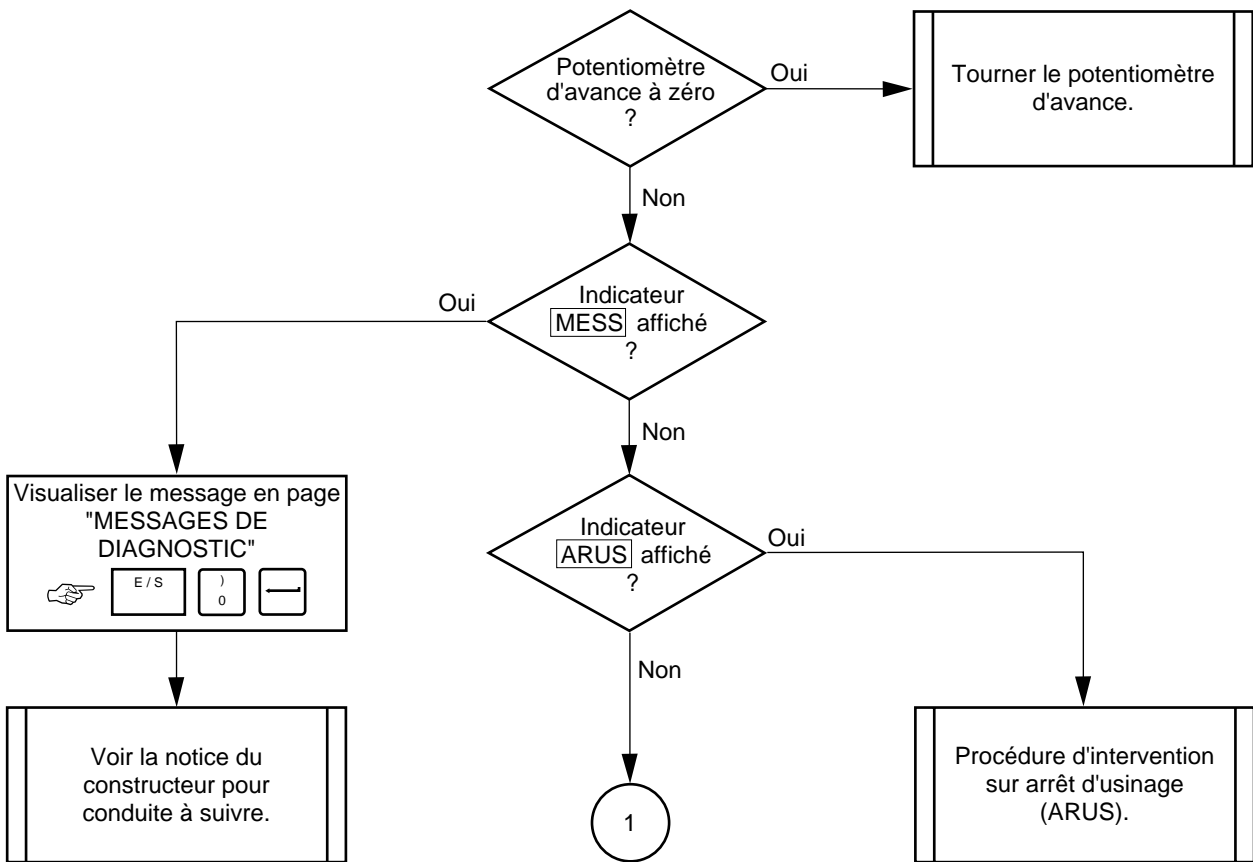 Potentiomètre
d'avance à zéro
?
Oui
Tourner le potentiomètre
d'avance.
Non
Indicateur
MESS affiché
?
Oui
Non
Visualiser le message en page
"MESSAGES DE
DIAGNOSTIC"
E / S
)
0
Indicateur
ARUS affiché
?
Oui
Non
Voir la notice du
constructeur pour
conduite à suivre.
1
Procédure d'intervention
sur arrêt d'usinage
(ARUS).